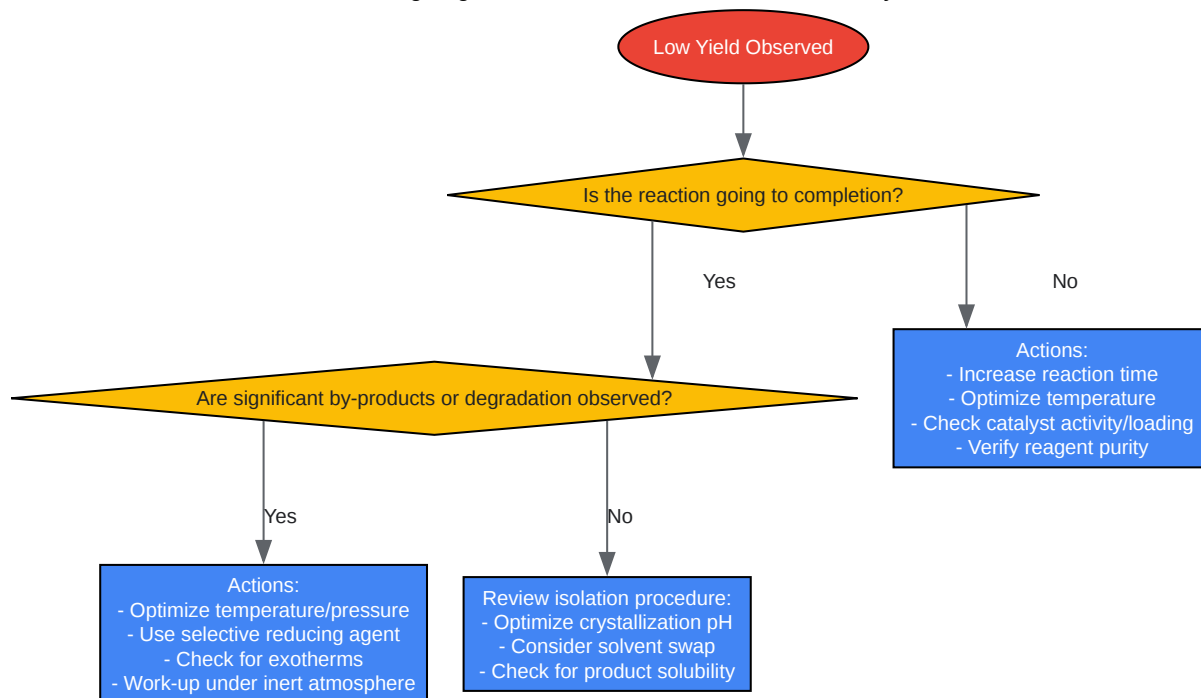 Low Yield Observed
Is the reaction going to completion?
Yes
No
Actions:
- Increase reaction time
- Optimize temperature
- Check catalyst activity/loading
- Verify reagent purity
Are significant by-products or degradation observed?
Yes
No
Actions:
- Optimize temperature/pressure
- Use selective reducing agent
- Check for exotherms
- Work-up under inert atmosphere
Review isolation procedure:
- Optimize crystallization pH
- Consider solvent swap
- Check for product solubility